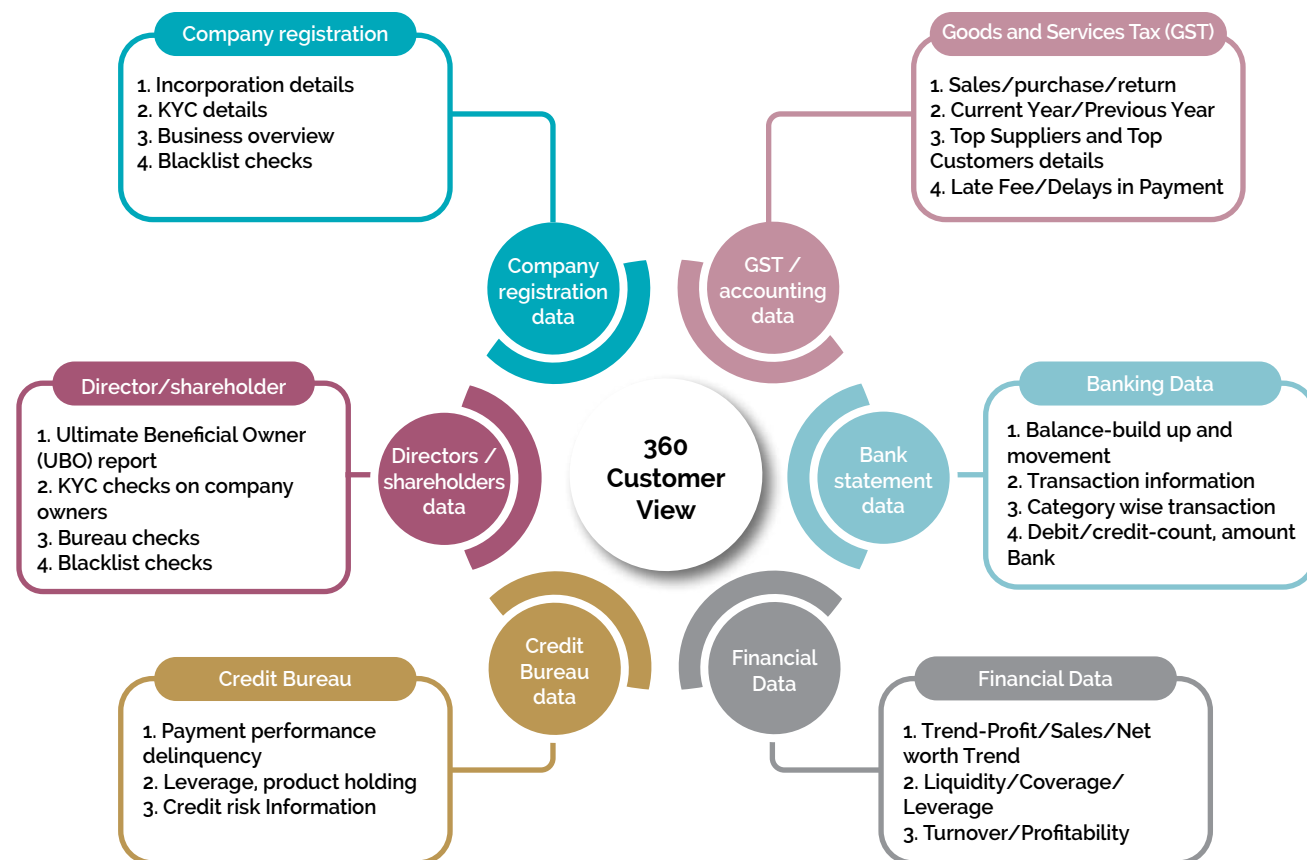 Company registration
1. Incorporation details
2. KYC details
3. Business overview
4. Blacklist checks
Goods and Services Tax (GST)
1. Sales/purchase/return
2. Current Year/Previous Year
3. Top Suppliers and Top
Customers details
4. Late Fee/Delays in Payment
Company
registration
data
GST /
accounting
data
Director/shareholder
1. Ultimate Beneficial Owner
(UBO) report
2. KYC checks on company
owners
3. Bureau checks
4. Blacklist checks
Directors /
shareholders
data
360
Customer
View
Bank
statement
data
Banking Data
1. Balance-build up and
movement
2. Transaction information
3. Category wise transaction
4. Debit/credit-count, amount
Bank
Credit
Bureau
data
Financial
Data
Credit Bureau
1. Payment performance
delinquency
2. Leverage, product holding
3. Credit risk Information
Financial Data
1. Trend-Profit/Sales/Net
worth Trend
2. Liquidity/Coverage/
Leverage
3. Turnover/Profitability